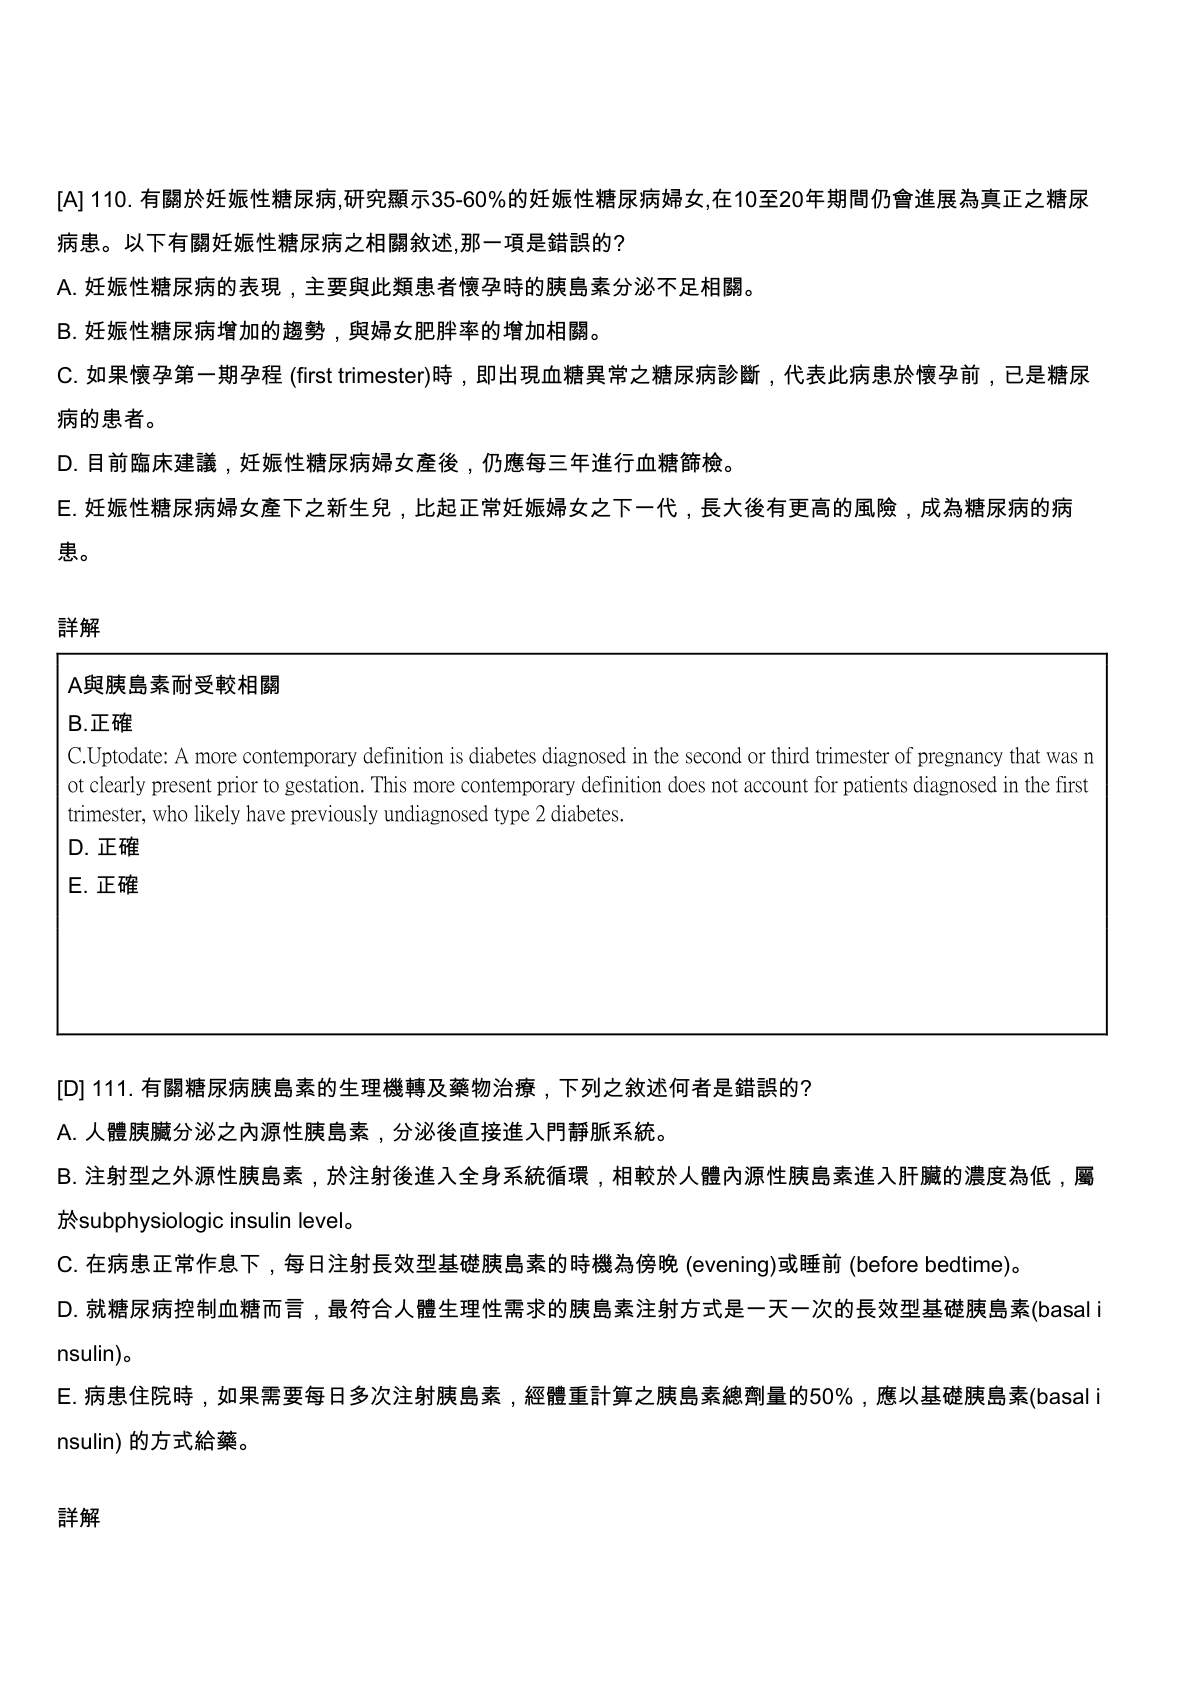 [A] 110. 有關於妊娠性糖尿病,研究顯示35-60%的妊娠性糖尿病婦女,在10至20年期間仍會進展為真正之糖尿
病患。以下有關妊娠性糖尿病之相關敘述,那一項是錯誤的?
A. 妊娠性糖尿病的表現，主要與此類患者懷孕時的胰島素分泌不足相關。
B. 妊娠性糖尿病增加的趨勢，與婦女肥胖率的增加相關。
C. 如果懷孕第一期孕程 (first trimester)時，即出現血糖異常之糖尿病診斷，代表此病患於懷孕前，已是糖尿
病的患者。
D. 目前臨床建議，妊娠性糖尿病婦女產後，仍應每三年進行血糖篩檢。
E. 妊娠性糖尿病婦女產下之新生兒，比起正常妊娠婦女之下一代，長大後有更高的風險，成為糖尿病的病
患。
詳解
A與胰島素耐受較相關
B.正確
C.Uptodate: A more contemporary definition is diabetes diagnosed in the second or third trimester of pregnancy that was n
ot clearly present prior to gestation. This more contemporary definition does not account for patients diagnosed in the first
trimester, who likely have previously undiagnosed type 2 diabetes.
D. 正確
E. 正確
[D] 111. 有關糖尿病胰島素的生理機轉及藥物治療，下列之敘述何者是錯誤的?
A. 人體胰臟分泌之內源性胰島素，分泌後直接進入門靜脈系統。
B. 注射型之外源性胰島素，於注射後進入全身系統循環，相較於人體內源性胰島素進入肝臟的濃度為低，屬
於subphysiologic insulin level。
C. 在病患正常作息下，每日注射長效型基礎胰島素的時機為傍晚 (evening)或睡前 (before bedtime)。
D. 就糖尿病控制血糖而言，最符合人體生理性需求的胰島素注射方式是一天一次的長效型基礎胰島素(basal i
nsulin)。
E. 病患住院時，如果需要每日多次注射胰島素，經體重計算之胰島素總劑量的50%，應以基礎胰島素(basal i
nsulin) 的方式給藥。
詳解